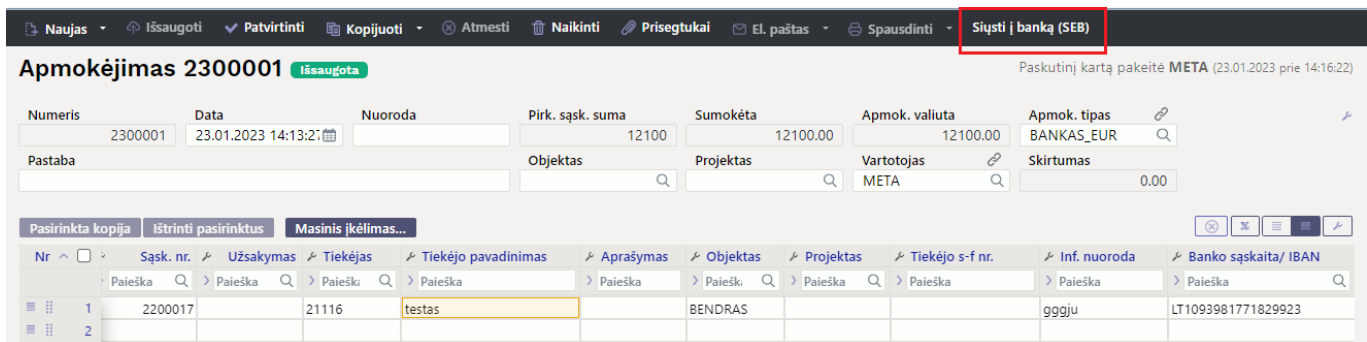 Naujas Išsaugoti Patvirtinti Kopijuoti Atmesti Naikinti Prisegtukai El. paštas Spausdinti Siųsti į banką (SEB)
Apmokėjimas 2300001 Išsaugota Paskutinį kartą pakeitė META (23.01.2023 prie 14:16:22)
Numeris Data Nuoroda Pirk. sąsk. suma Sumokėta Apmok. valiuta Apmok. tipas
2300001 23.01.2023 14:13:27 12100 12100.00 12100.00 BANKAS_EUR
Pastaba Objektas Projektas Vartotojas Skirtumas
META 0.00
Pasirinkta kopija Ištrinti pasirinktus Masinis įkėlimas...
Nr Sąsk. nr. Užsakymas Tiekėjas Tiekėjo pavadinimas Aprašymas Objektas Projektas Tiekėjo s-f nr. Inf. nuoroda Banko sąskaita/ IBAN
Paieška Paieška Paieška Paieška Paieška Paieška Paieška Paieška Paieška Paieška
1 2200017 21116 testas BENDRAS gggju LT1093981771829923
2